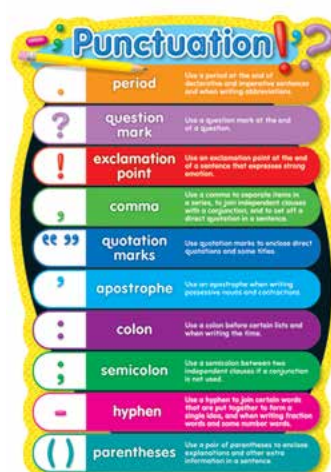 Punctuation!?
. period
Use a period at the end of
declarative and imperative sentences
and when writing abbreviations.
? question
mark
Use a question mark at the end
of a question.
! exclamation
point
Use an exclamation point at the end
of a sentence that expresses strong
emotion.
, comma
Use a comma to separate items in
a series, to join independent clauses
with a conjunction, and to set off a
direct quotation in a sentence.
“ ” quotation
marks
Use quotation marks to enclose direct
quotations and some titles.
’ apostrophe
Use an apostrophe when writing
possessive nouns and contractions.
: colon
Use a colon before certain lists and
when writing the time.
; semicolon
Use a semicolon between two
independent clauses if a conjunction
is not used.
- hyphen
Use a hyphen to join certain words
that are put together to form a
single idea, and when writing fraction
words and some number words.
( ) parentheses
Use a pair of parentheses to enclose
explanations and other extra
information in a sentence.